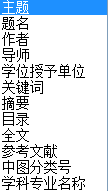 主题
题名
作者
导师
学位授予单位
关键词
摘要
目录
全文
参考文献
中图分类号
学科专业名称